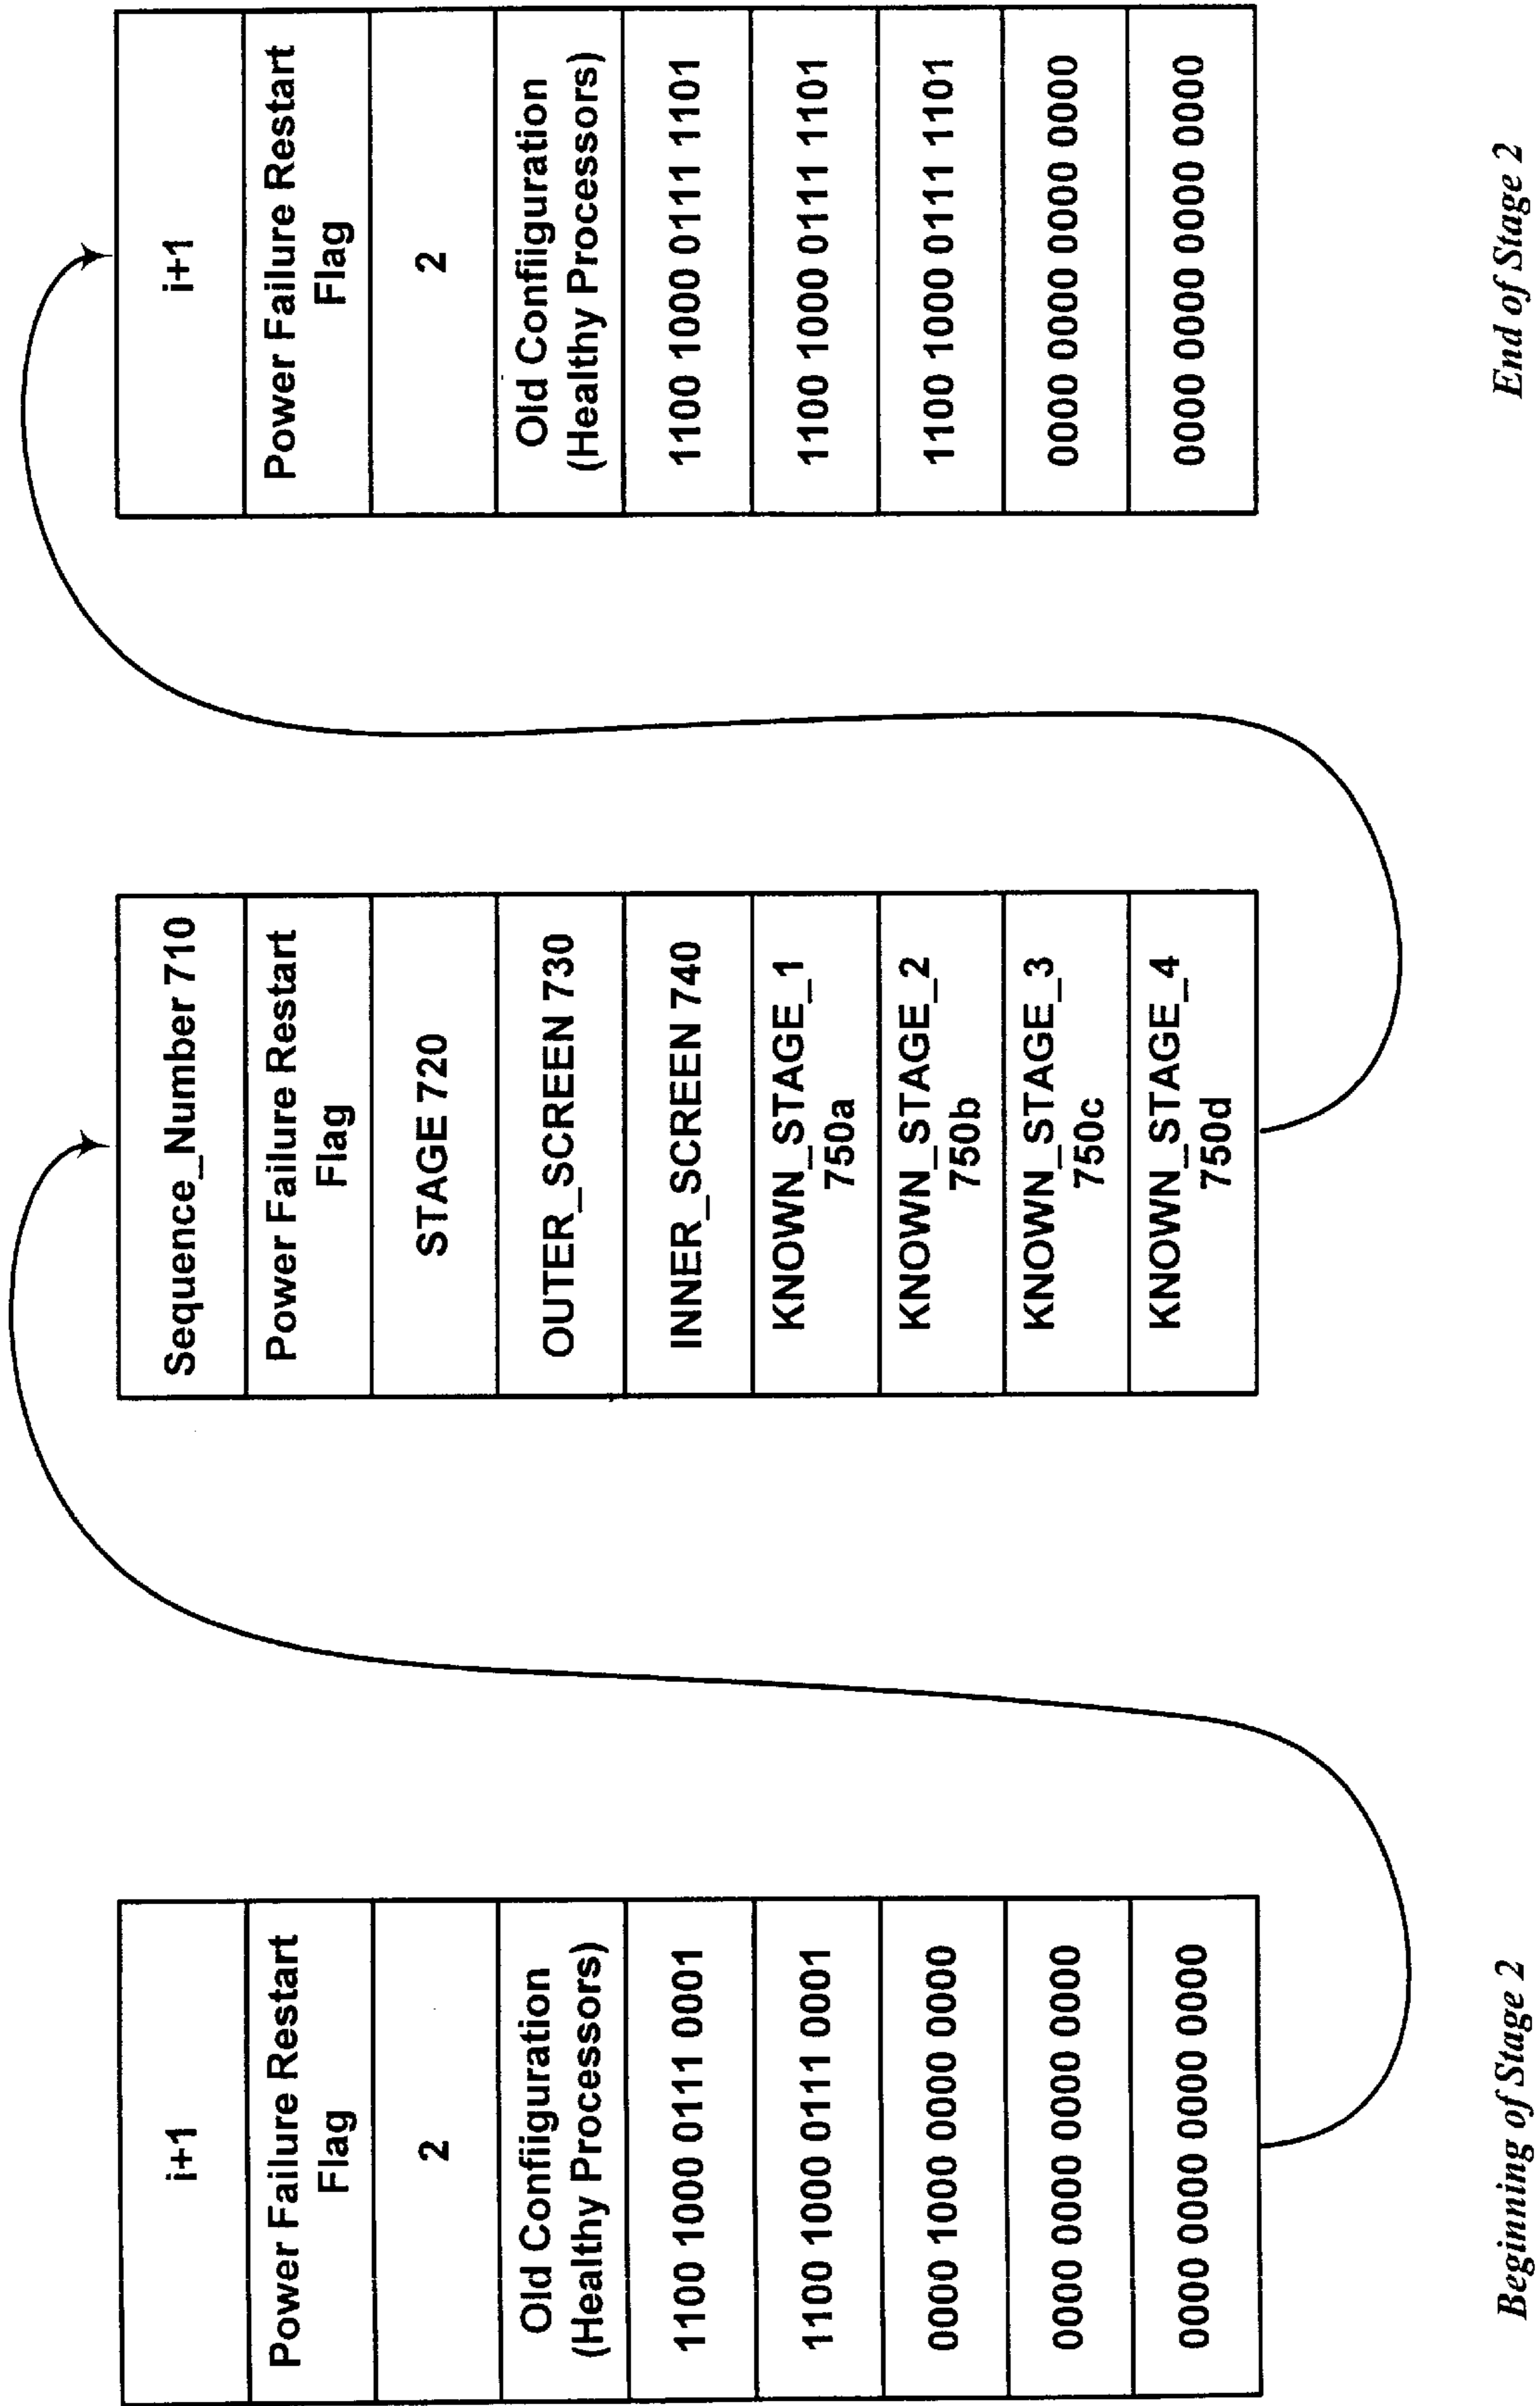 i+1
Power Failure Restart
Flag
2
Old Confiiguration
(Healthy Processors)
1100 1000 0111 0001
1100 1000 0111 0001
0000 1000 0000 0000
0000 0000 0000 0000
0000 0000 0000 0000
Beginning of Stage 2
Sequence_Number 710
Power Failure Restart
Flag
STAGE 720
OUTER_SCREEN 730
INNER_SCREEN 740
KNOWN_STAGE_1
750a
KNOWN_STAGE_2
750b
KNOWN_STAGE_3
750c
KNOWN_STAGE_4
750d
i+1
Power Failure Restart
Flag
2
Old Confiiguration
(Healthy Processors)
1100 1000 0111 1101
1100 1000 0111 1101
1100 1000 0111 1101
0000 0000 0000 0000
0000 0000 0000 0000
End of Stage 2